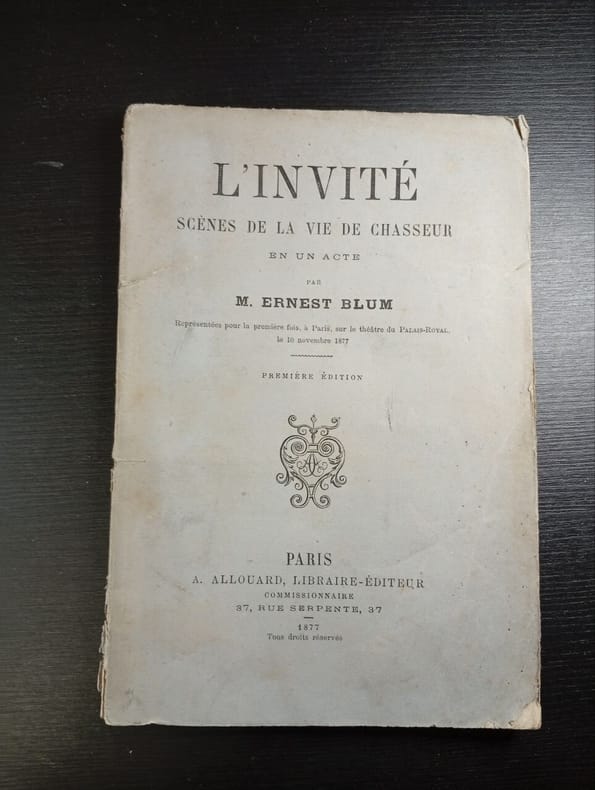 L'INVITÉ
SCÈNES DE LA VIE DE CHASSEUR
EN UN ACTE
PAR
M. ERNEST BLUM
Représentées pour la première fois, à Paris, sur le théâtre du PALAIS-ROYAL,
le 10 novembre 1877
PREMIÈRE ÉDITION
PARIS
A. ALLOUARD, LIBRAIRE-ÉDITEUR
COMMISSIONNAIRE
37, RUE SERPENTE, 37
1877
Tous droits réservés